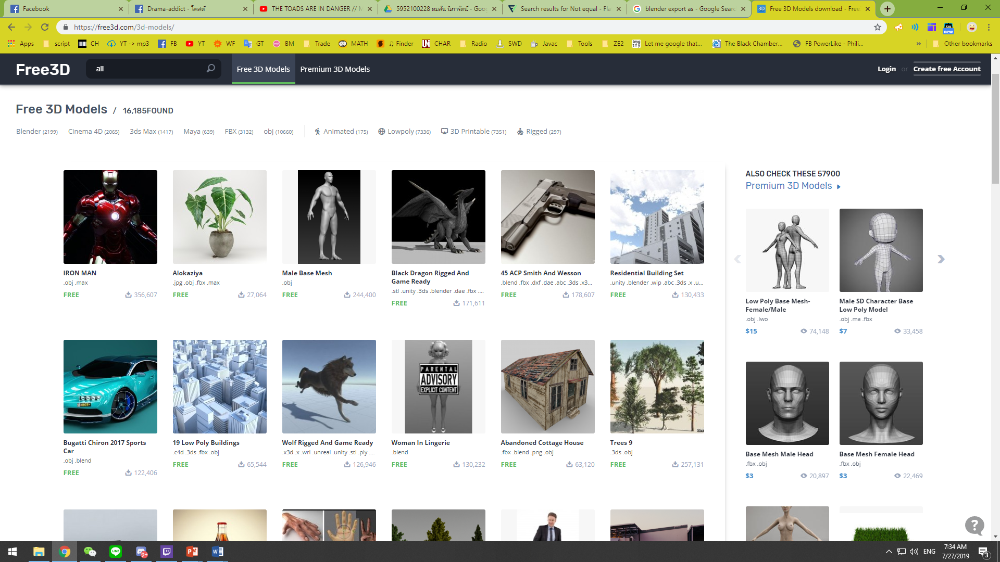 Facebook
Drama-addict - โพสต์
THE TOADS ARE IN DANGER // M
5952100228 คมสัน นิภารัตน์ - Goog
Search results for Not equal - Fla
blender export as - Google Searc
Free 3D Models download - Free
https://free3d.com/3d-models/
new
Apps
script
CH
YT -> mp3
FB
YT
WF
GT
BM
Trade
MATH
♫ Finder
CHAR
Radio
SWD
Javac
Tools
ZE2
Let me google that...
The Black Chamber...
FB PowerLike - Phili...
»
Other bookmarks
Free3D
all
Free 3D Models
Premium 3D Models
Login or Create free Account
Free 3D Models / 16,185FOUND
Blender (2199)
Cinema 4D (2065)
3ds Max (1417)
Maya (639)
FBX (3132)
obj (10660)
Animated (175)
Lowpoly (7336)
3D Printable (7351)
Rigged (297)
IRON MAN
.obj .max
FREE 356,607
Alokaziya
.jpg .obj .fbx .max
FREE 27,064
Male Base Mesh
.obj
FREE 244,400
Black Dragon Rigged And
Game Ready
.stl .unity .3ds .blender .dae .fbx ....
FREE 171,611
45 ACP Smith And Wesson
.blend .fbx .dxf .dae .abc .3ds .x3...
FREE 178,607
Residential Building Set
.unity .blender .wip .abc .3ds .x .u...
FREE 130,433
Bugatti Chiron 2017 Sports
Car
.obj .blend
FREE 122,406
19 Low Poly Buildings
.c4d .3ds .fbx .obj
FREE 65,544
Wolf Rigged And Game Ready
.x3d .x .wrl .unreal .unity .stl .ply ....
FREE 126,946
PARENTAL
ADVISORY
EXPLICIT CONTENT
Woman In Lingerie
.blend
FREE 130,232
Abandoned Cottage House
.fbx .blend .png .obj
FREE 63,120
Trees 9
.3ds .obj
FREE 257,131
ALSO CHECK THESE 57900
Premium 3D Models
Low Poly Base Mesh-
Female/Male
.obj .lwo
$15 74,148
Male SD Character Base
Low Poly Model
.obj .ma .fbx
$7 33,458
Base Mesh Male Head
.fbx .obj
$3 20,897
Base Mesh Female Head
.fbx .obj
$3 22,469
?
LINE
9+
ENG
7:34 AM
7/27/2019
3